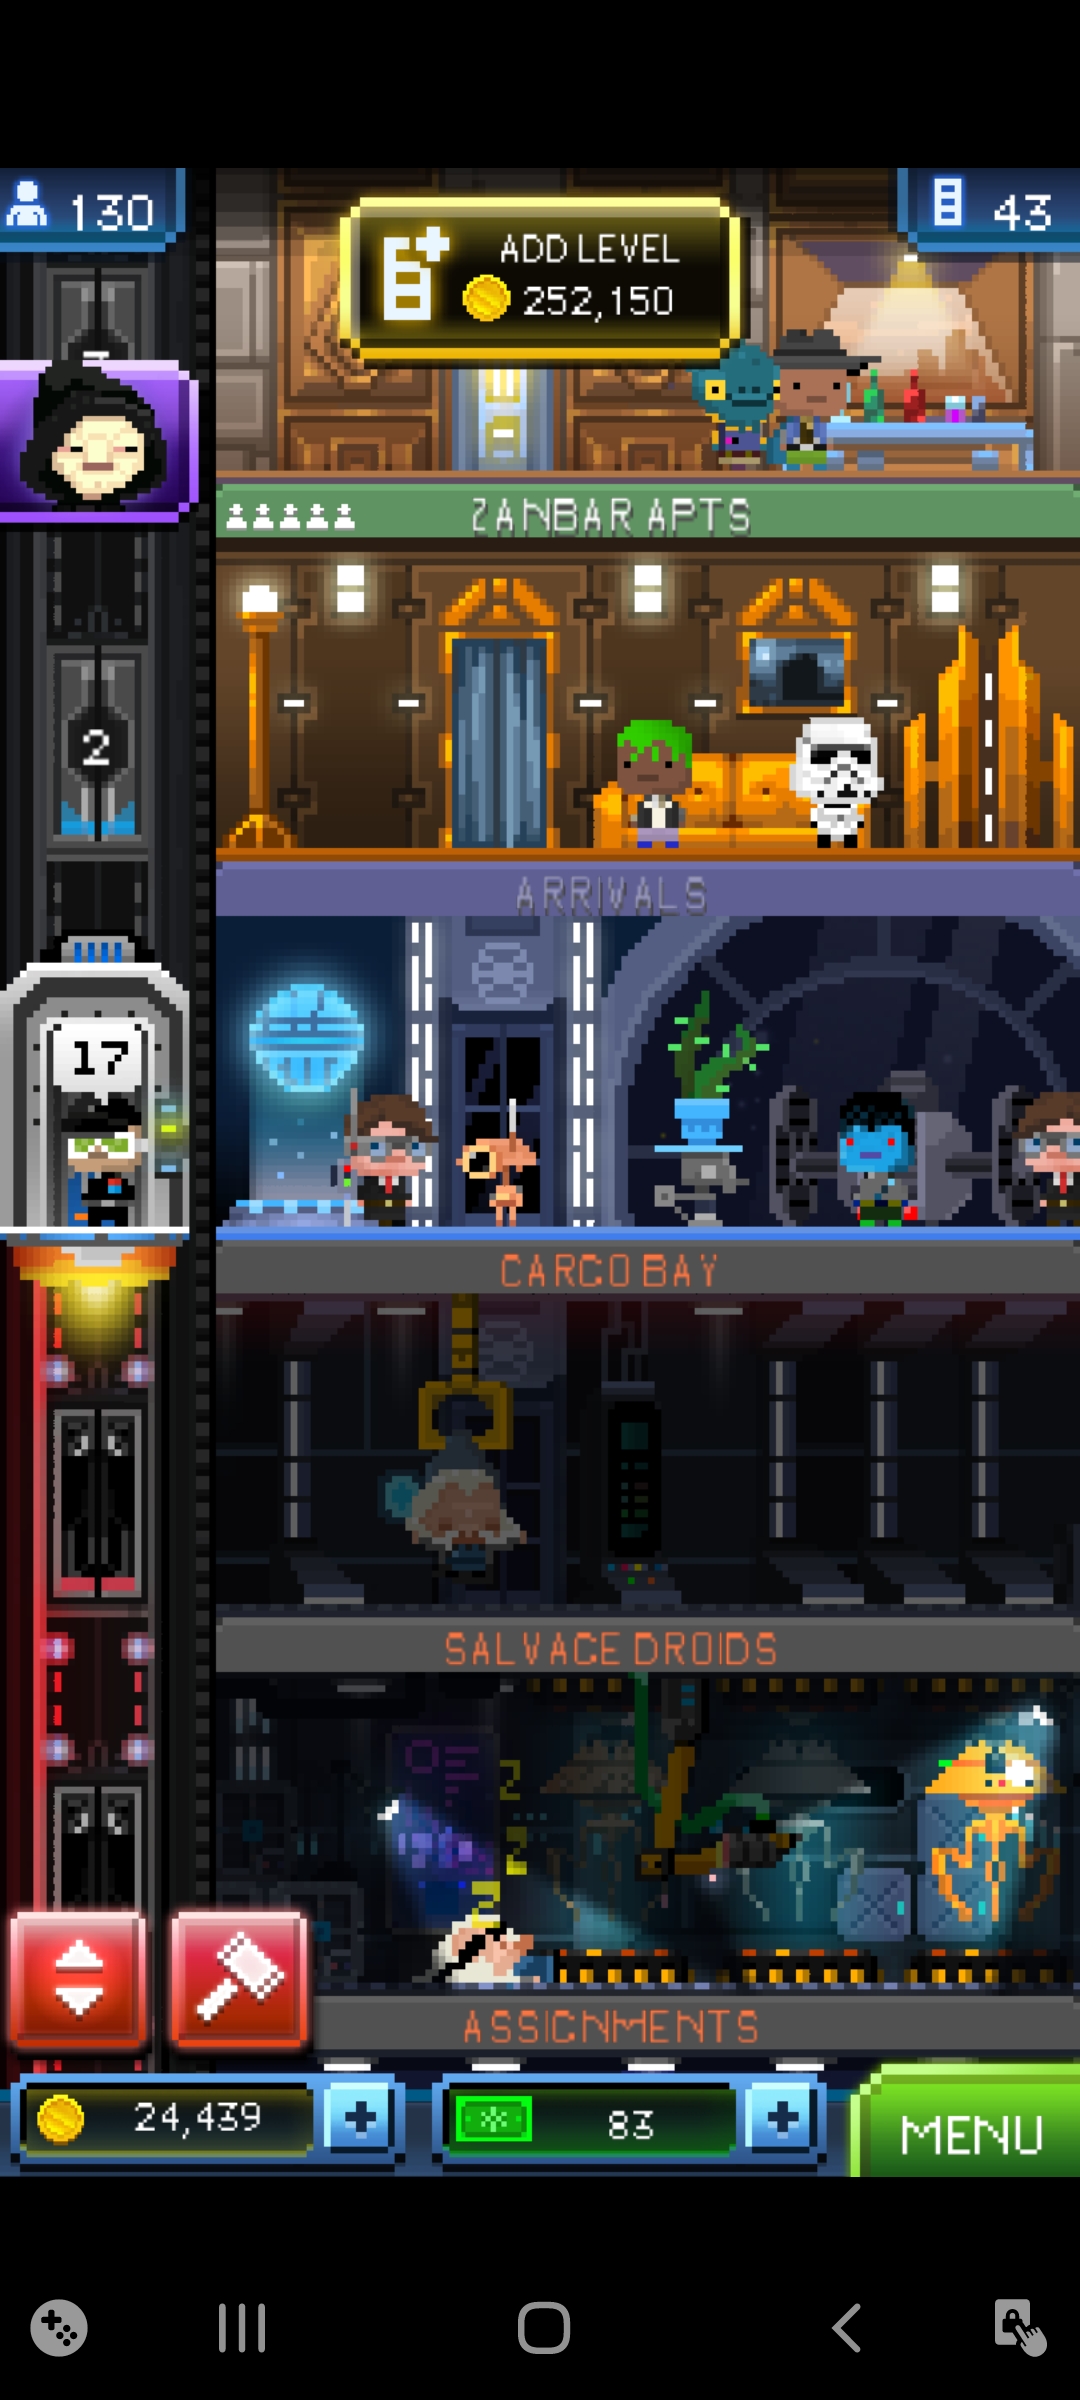 130
43
ADD LEVEL
252,150
ZANBAR APTS
2
ARRIVALS
17
CARGO BAY
SALVAGE DROIDS
ASSIGNMENTS
24,439
83
MENU